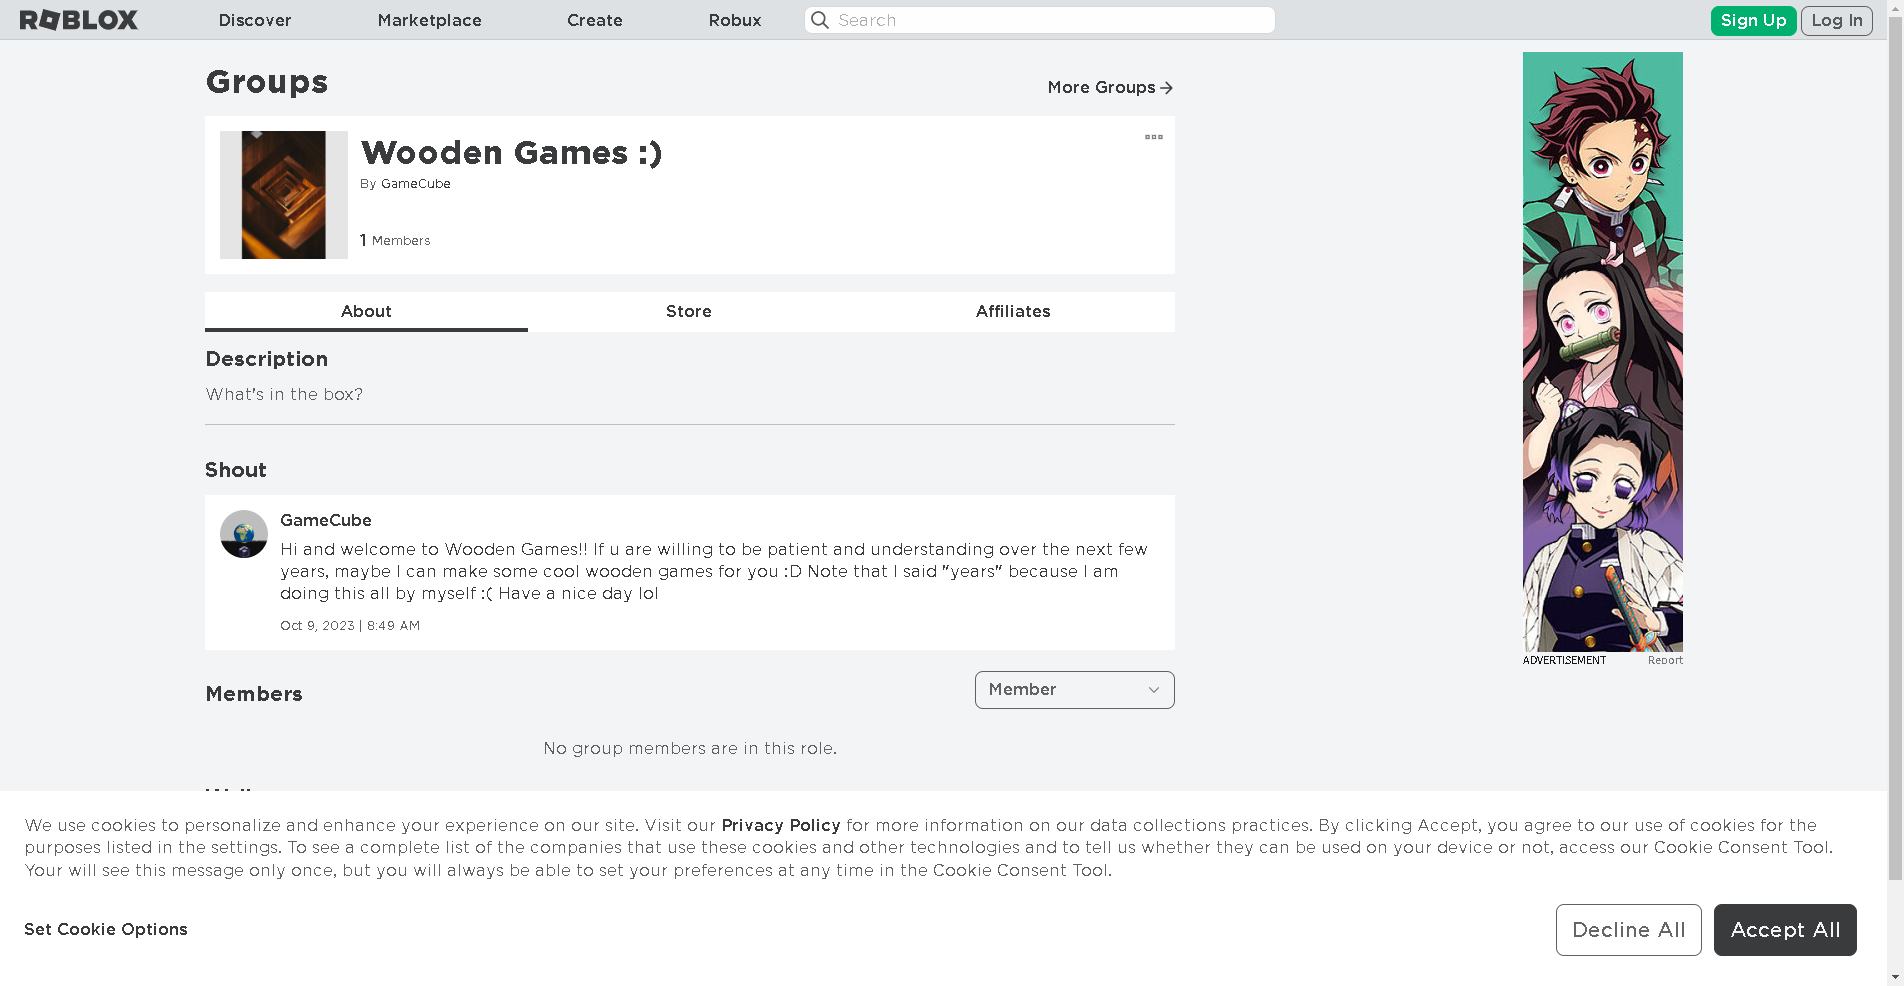 ROBLOX
Discover
Marketplace
Create
Robux
Search
Sign Up
Log In
Groups
More Groups
Wooden Games :)
By GameCube
1 Members
About
Store
Affiliates
Description
What's in the box?
Shout
GameCube
Hi and welcome to Wooden Games!! If u are willing to be patient and understanding over the next few
years, maybe I can make some cool wooden games for you :D Note that I said "years" because I am
doing this all by myself :( Have a nice day lol
Oct 9, 2023 | 8:49 AM
ADVERTISEMENT
Report
Members
Member
No group members are in this role.
We use cookies to personalize and enhance your experience on our site. Visit our Privacy Policy for more information on our data collections practices. By clicking Accept, you agree to our use of cookies for the
purposes listed in the settings. To see a complete list of the companies that use these cookies and other technologies and to tell us whether they can be used on your device or not, access our Cookie Consent Tool.
Your will see this message only once, but you will always be able to set your preferences at any time in the Cookie Consent Tool.
Set Cookie Options
Decline All
Accept All